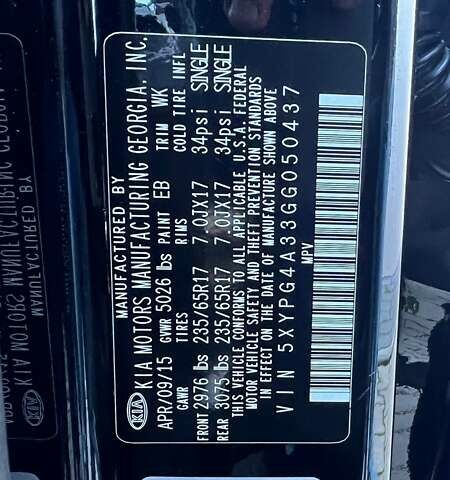 MANUFACTURED BY
KIA KIA MOTORS MANUFACTURING GEORGIA, INC.
APR/09/15 PAINT EB TRIM WK
GVWR 5026 lbs
GAWR TIRES RIMS COLD TIRE INFL
FRONT 2976 lbs 235/65R17 7.0JX17 34psi SINGLE
REAR 3075 lbs 235/65R17 7.0JX17 34psi SINGLE
THIS VEHICLE CONFORMS TO ALL APPLICABLE U.S.A. FEDERAL
MOTOR VEHICLE SAFETY AND THEFT PREVENTION STANDARDS
IN EFFECT ON THE DATE OF MANUFACTURE SHOWN ABOVE
VIN 5XYPG4A33GG050437
MPV